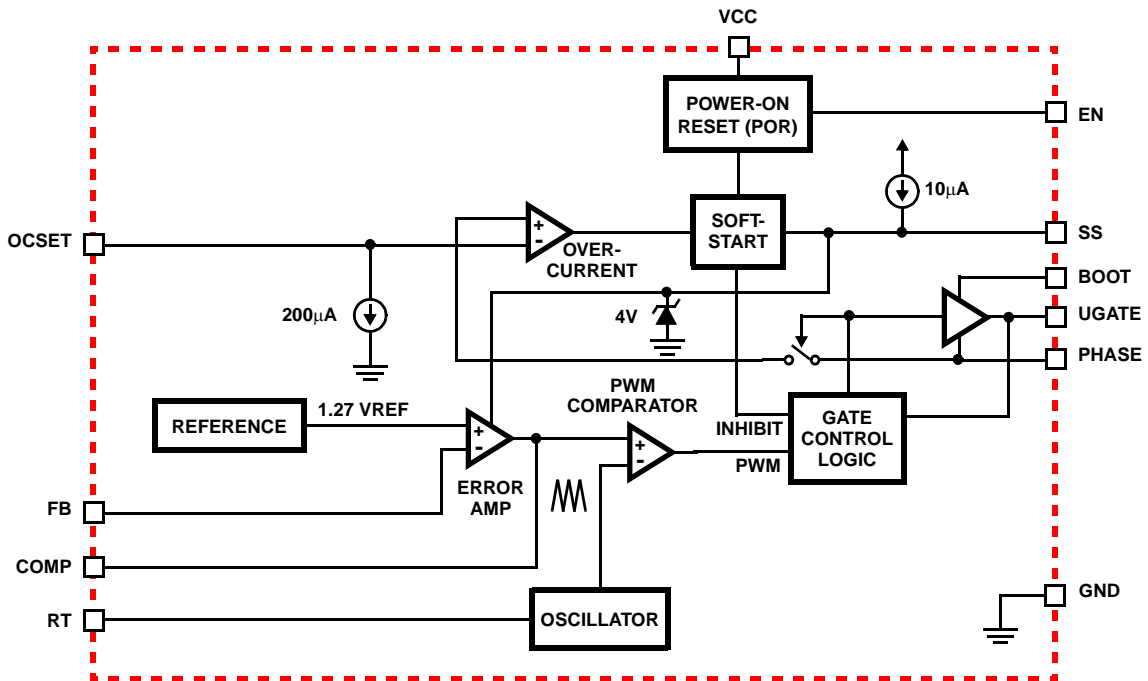 VCC
POWER-ON
RESET (POR)
EN
10µA
SOFT-
START
OCSET
+
-
OVER-
CURRENT
SS
BOOT
200µA
4V
UGATE
PHASE
PWM
COMPARATOR
1.27 VREF
REFERENCE
+
-
+
-
INHIBIT
PWM
GATE
CONTROL
LOGIC
ERROR
AMP
FB
COMP
RT
OSCILLATOR
GND